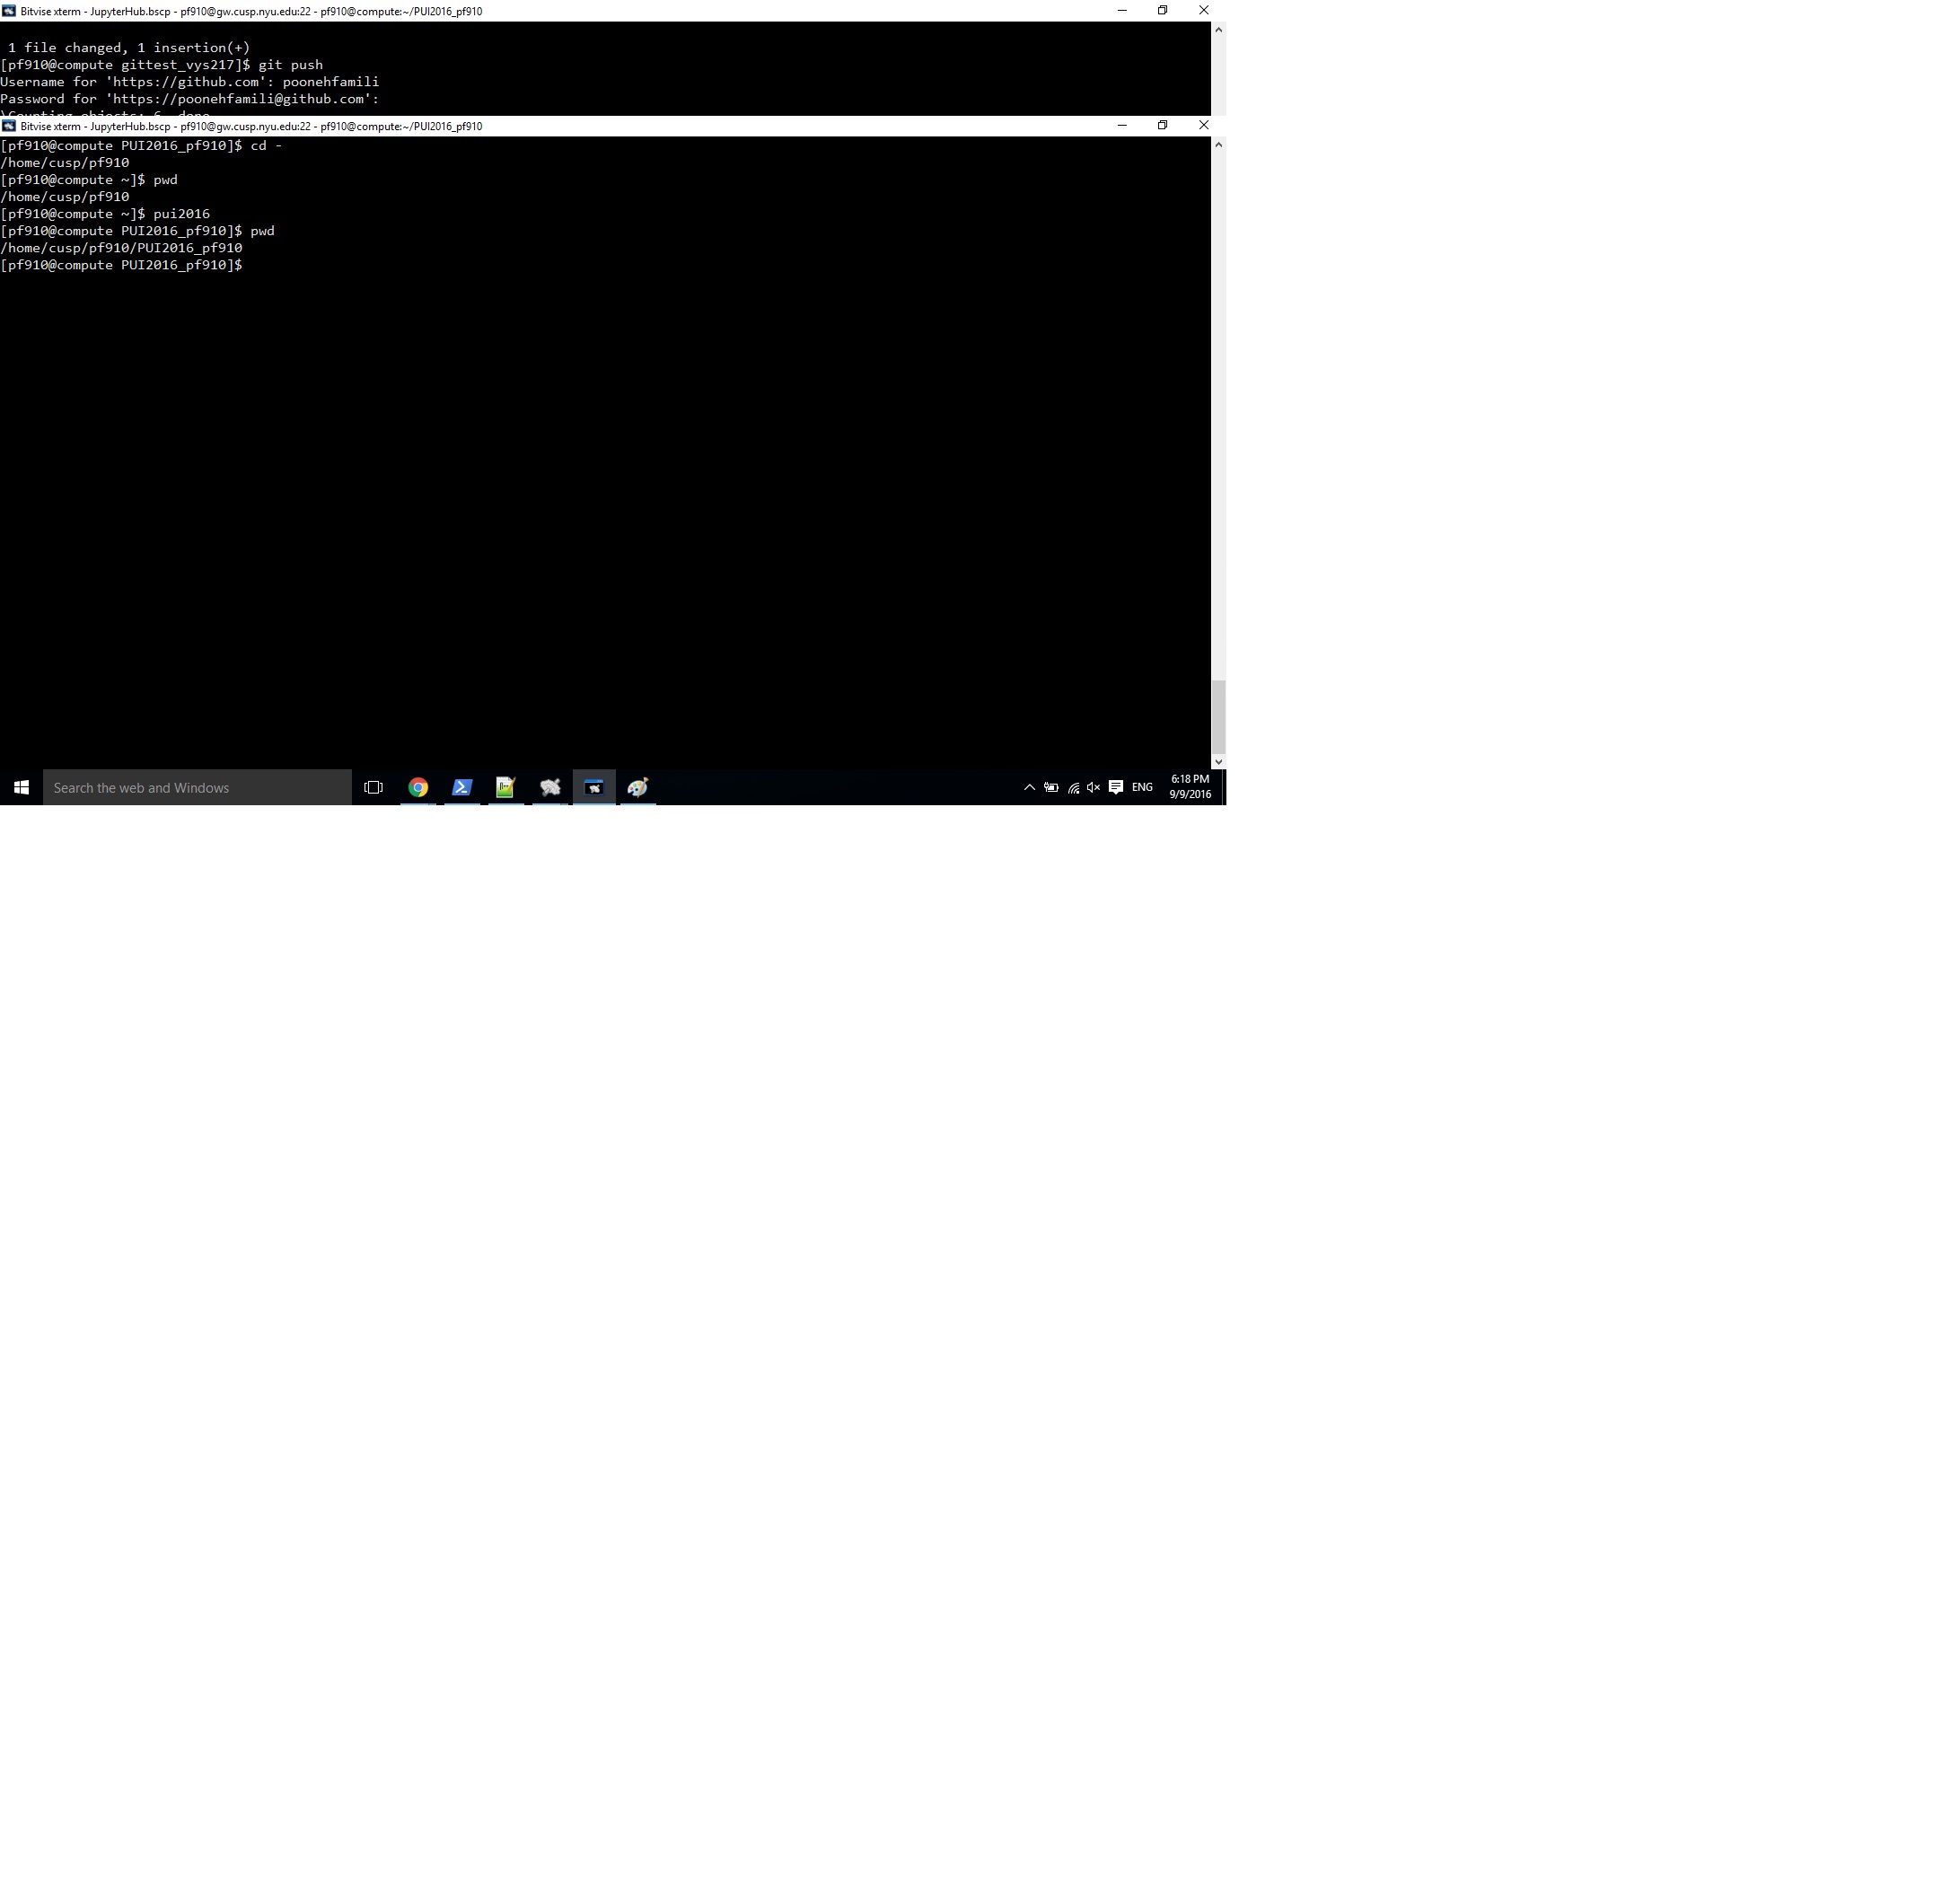 Bitvise xterm - JupyterHub.bscp - pf910@gw.cusp.nyu.edu:22 - pf910@compute:~/PUI2016_pf910
1 file changed, 1 insertion(+)
[pf910@compute gittest_vys217]$ git push
Username for 'https://github.com': poonehfamili
Password for 'https://poonehfamili@github.com':
\Counting objects: 6, done.
Bitvise xterm - JupyterHub.bscp - pf910@gw.cusp.nyu.edu:22 - pf910@compute:~/PUI2016_pf910
[pf910@compute PUI2016_pf910]$ cd -
/home/cusp/pf910
[pf910@compute ~]$ pwd
/home/cusp/pf910
[pf910@compute ~]$ pui2016
[pf910@compute PUI2016_pf910]$ pwd
/home/cusp/pf910/PUI2016_pf910
[pf910@compute PUI2016_pf910]$
Search the web and Windows
ENG
6:18 PM
9/9/2016